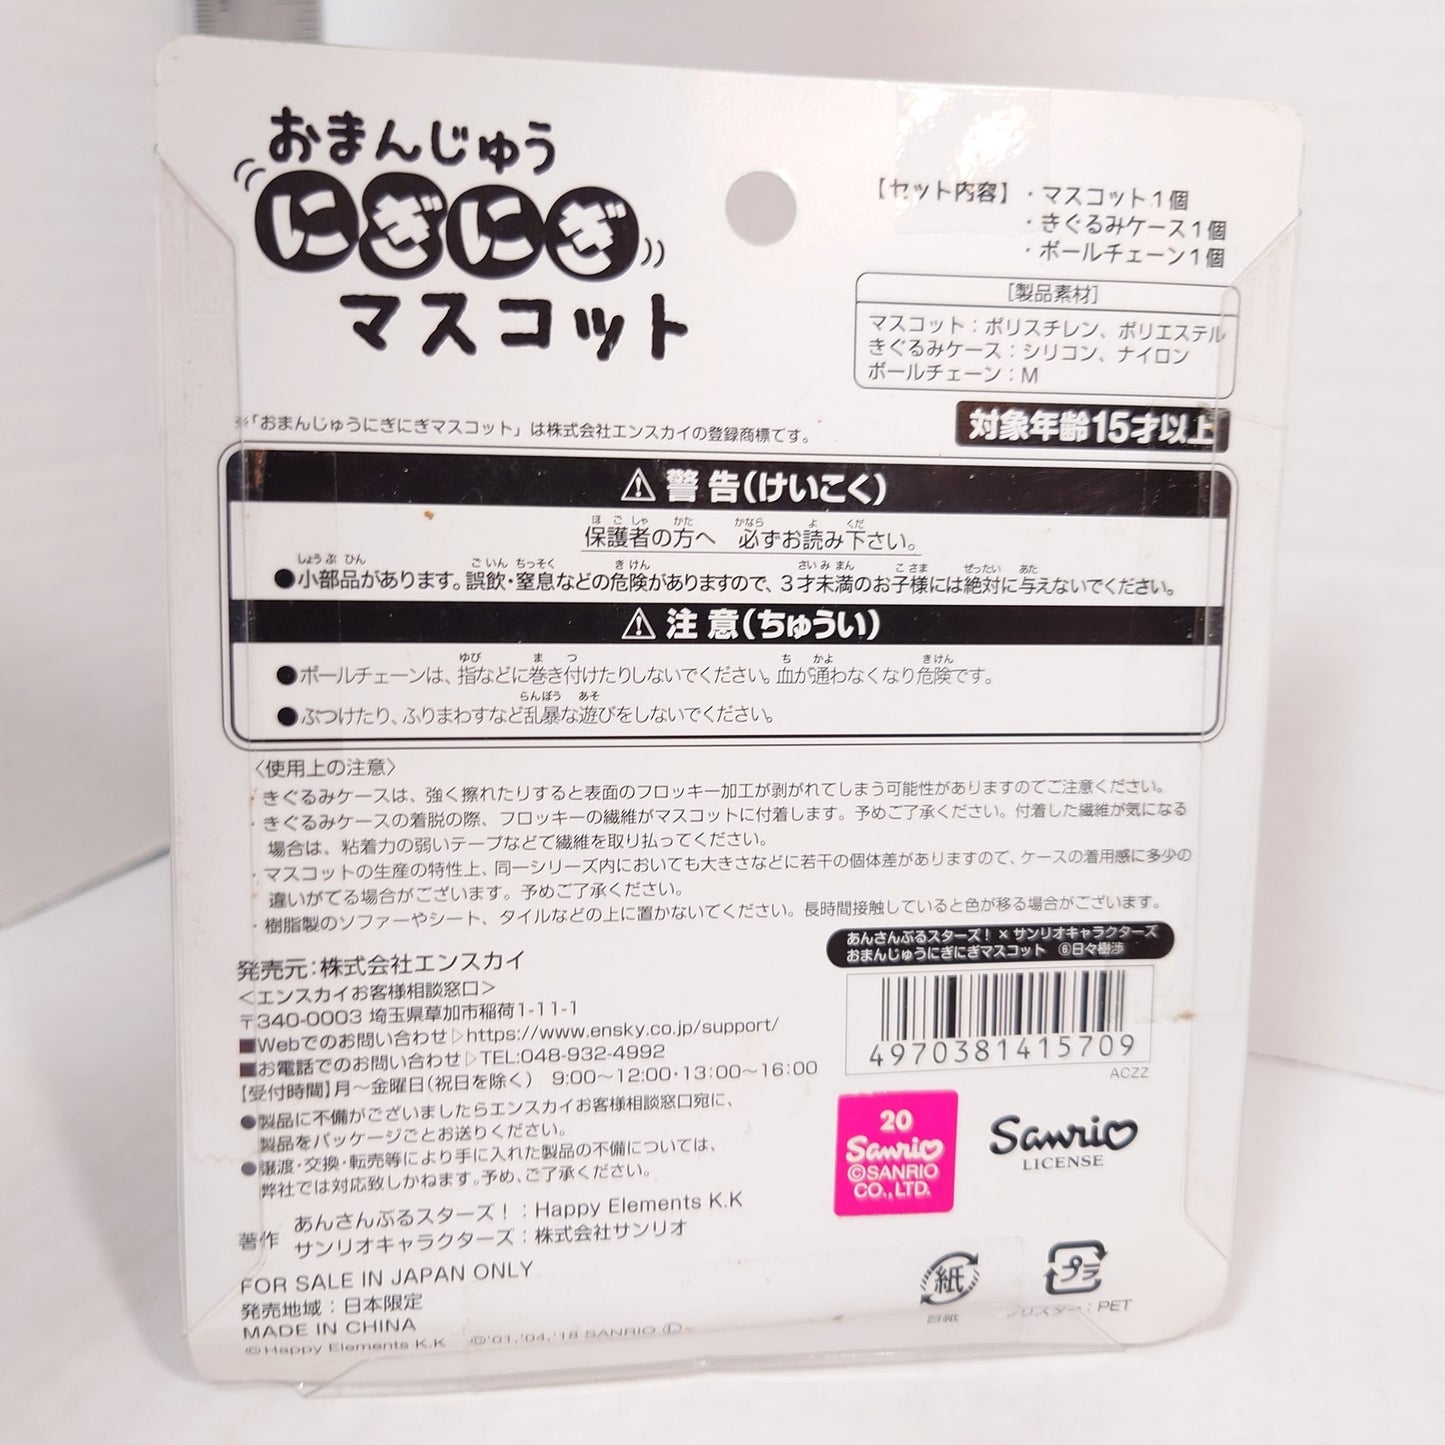 おまんじゅう
にぎにぎ
マスコット
【セット内容】・マスコット1個
・きぐるみケース1個
・ボールチェーン1個
[製品素材]
マスコット：ポリスチレン、ポリエステル
きぐるみケース：シリコン、ナイロン
ボールチェーン：M
※「おまんじゅうにぎにぎマスコット」は株式会社エンスカイの登録商標です。
対象年齢15才以上
⚠警告(けいこく)
保護者の方へ 必ずお読み下さい。
●小部品があります。誤飲・窒息などの危険がありますので、3才未満のお子様には絶対に与えないでください。
⚠注意(ちゅうい)
●ボールチェーンは、指などに巻き付けたりしないでください。血が通わなくなり危険です。
●ぶつけたり、ふりまわすなど乱暴な遊びをしないでください。
〈使用上の注意〉
・きぐるみケースは、強く擦れたりすると表面のフロッキー加工が剥がれてしまう可能性がありますのでご注意ください。
・きぐるみケースの着脱の際、フロッキーの繊維がマスコットに付着します。予めご了承ください。付着した繊維が気になる
場合は、粘着力の弱いテープなどで繊維を取り払ってください。
・マスコットの生産の特性上、同一シリーズ内においても大きさなどに若干の個体差がありますので、ケースの着用感に多少の
違いがでる場合がございます。予めご了承ください。
・樹脂製のソファーやシート、タイルなどの上に置かないでください。長時間接触していると色が移る場合がございます。
発売元：株式会社エンスカイ
＜エンスカイお客様相談窓口＞
〒340-0003 埼玉県草加市稲荷1-11-1
■Webでのお問い合わせ▷https://www.ensky.co.jp/support/
■お電話でのお問い合わせ▷TEL:048-932-4992
【受付時間】月～金曜日(祝日を除く) 9:00～12:00・13:00～16:00
●製品に不備がございましたらエンスカイお客様相談窓口宛に、
製品をパッケージごとお送りください。
●譲渡・交換・転売等により手に入れた製品の不備については、
弊社では対応致しかねます。予め、ご了承ください。
著作 あんさんぶるスターズ！：Happy Elements K.K
サンリオキャラクターズ：株式会社サンリオ
FOR SALE IN JAPAN ONLY
発売地域：日本限定
MADE IN CHINA
©Happy Elements K.K ©'01,'04,'18 SANRIO Ⓛ
あんさんぶるスターズ！×サンリオキャラクターズ
おまんじゅうにぎにぎマスコット ⑥日々樹渉
4970381415709
ACZZ
20
Sanrio
©SANRIO
CO.,LTD.
Sanrio
LICENSE
紙
台紙
プラ
ブリスター：PET